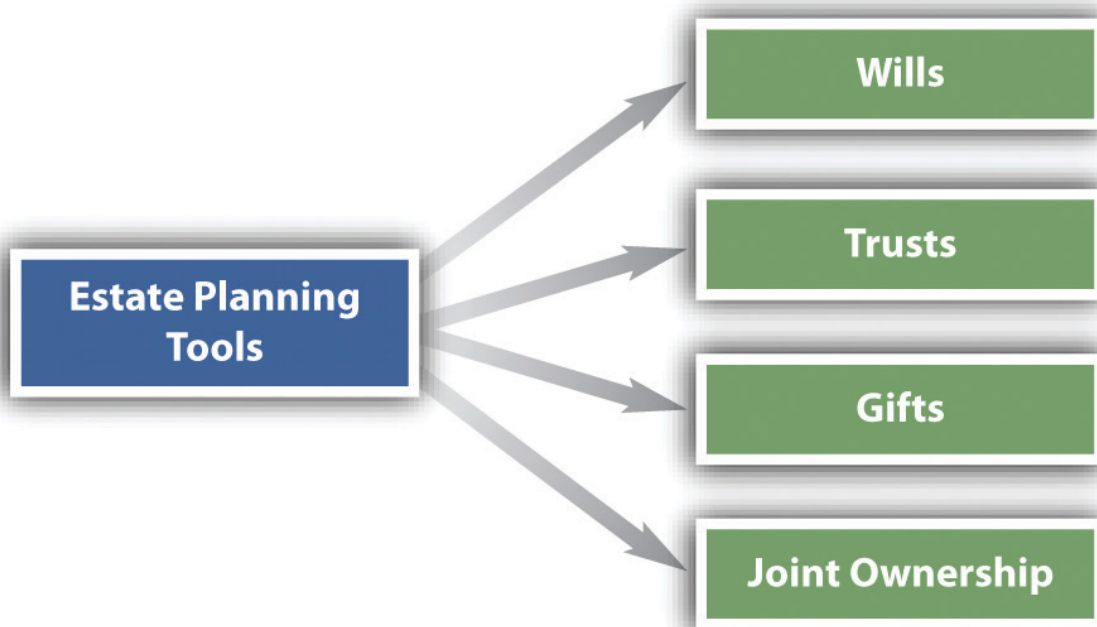 Estate Planning
Tools
Wills
Trusts
Gifts
Joint Ownership